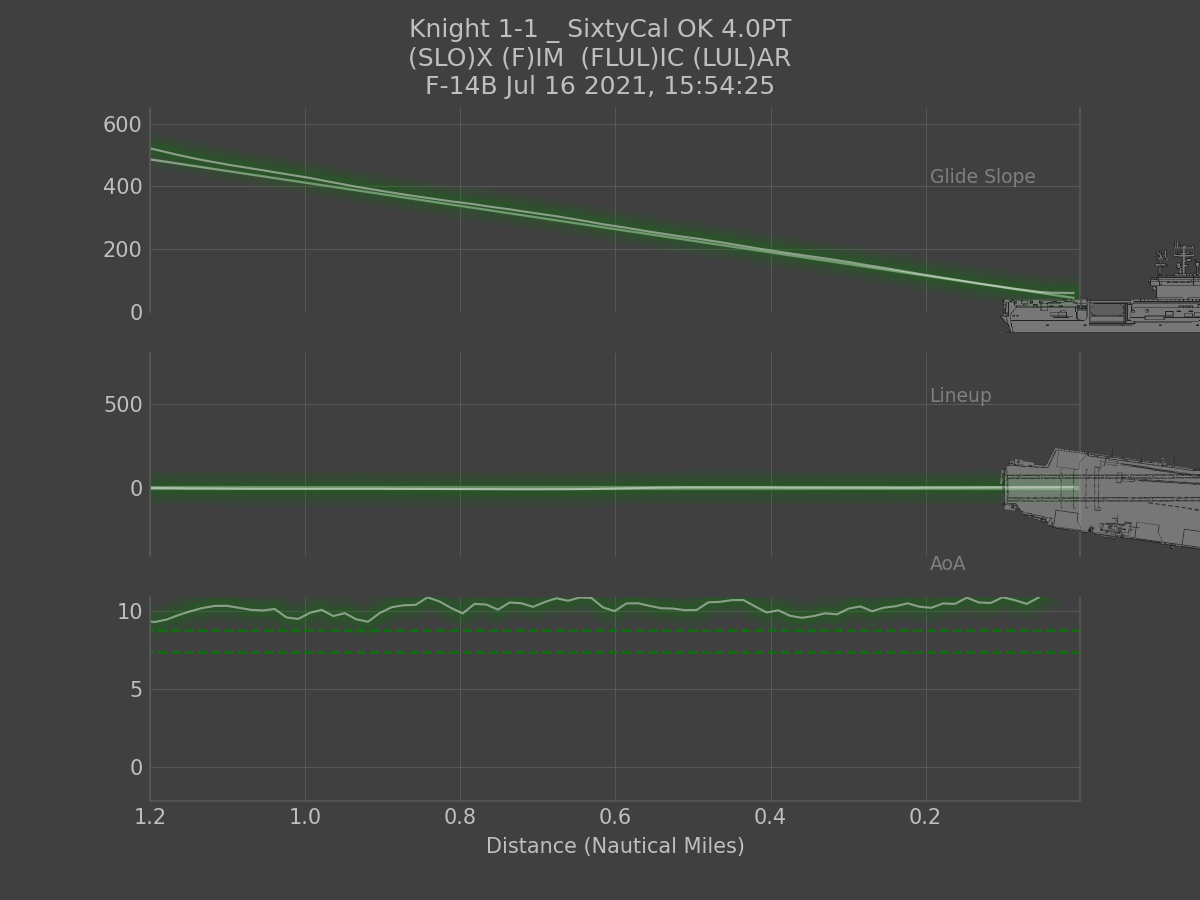 Knight 1-1 _ SixtyCal OK 4.0PT
(SLO)X (F)IM  (FLUL)IC (LUL)AR
F-14B Jul 16 2021, 15:54:25
600
400
200
0
Glide Slope
500
0
Lineup
AoA
10
5
0
1.2 1.0 0.8 0.6 0.4 0.2
Distance (Nautical Miles)